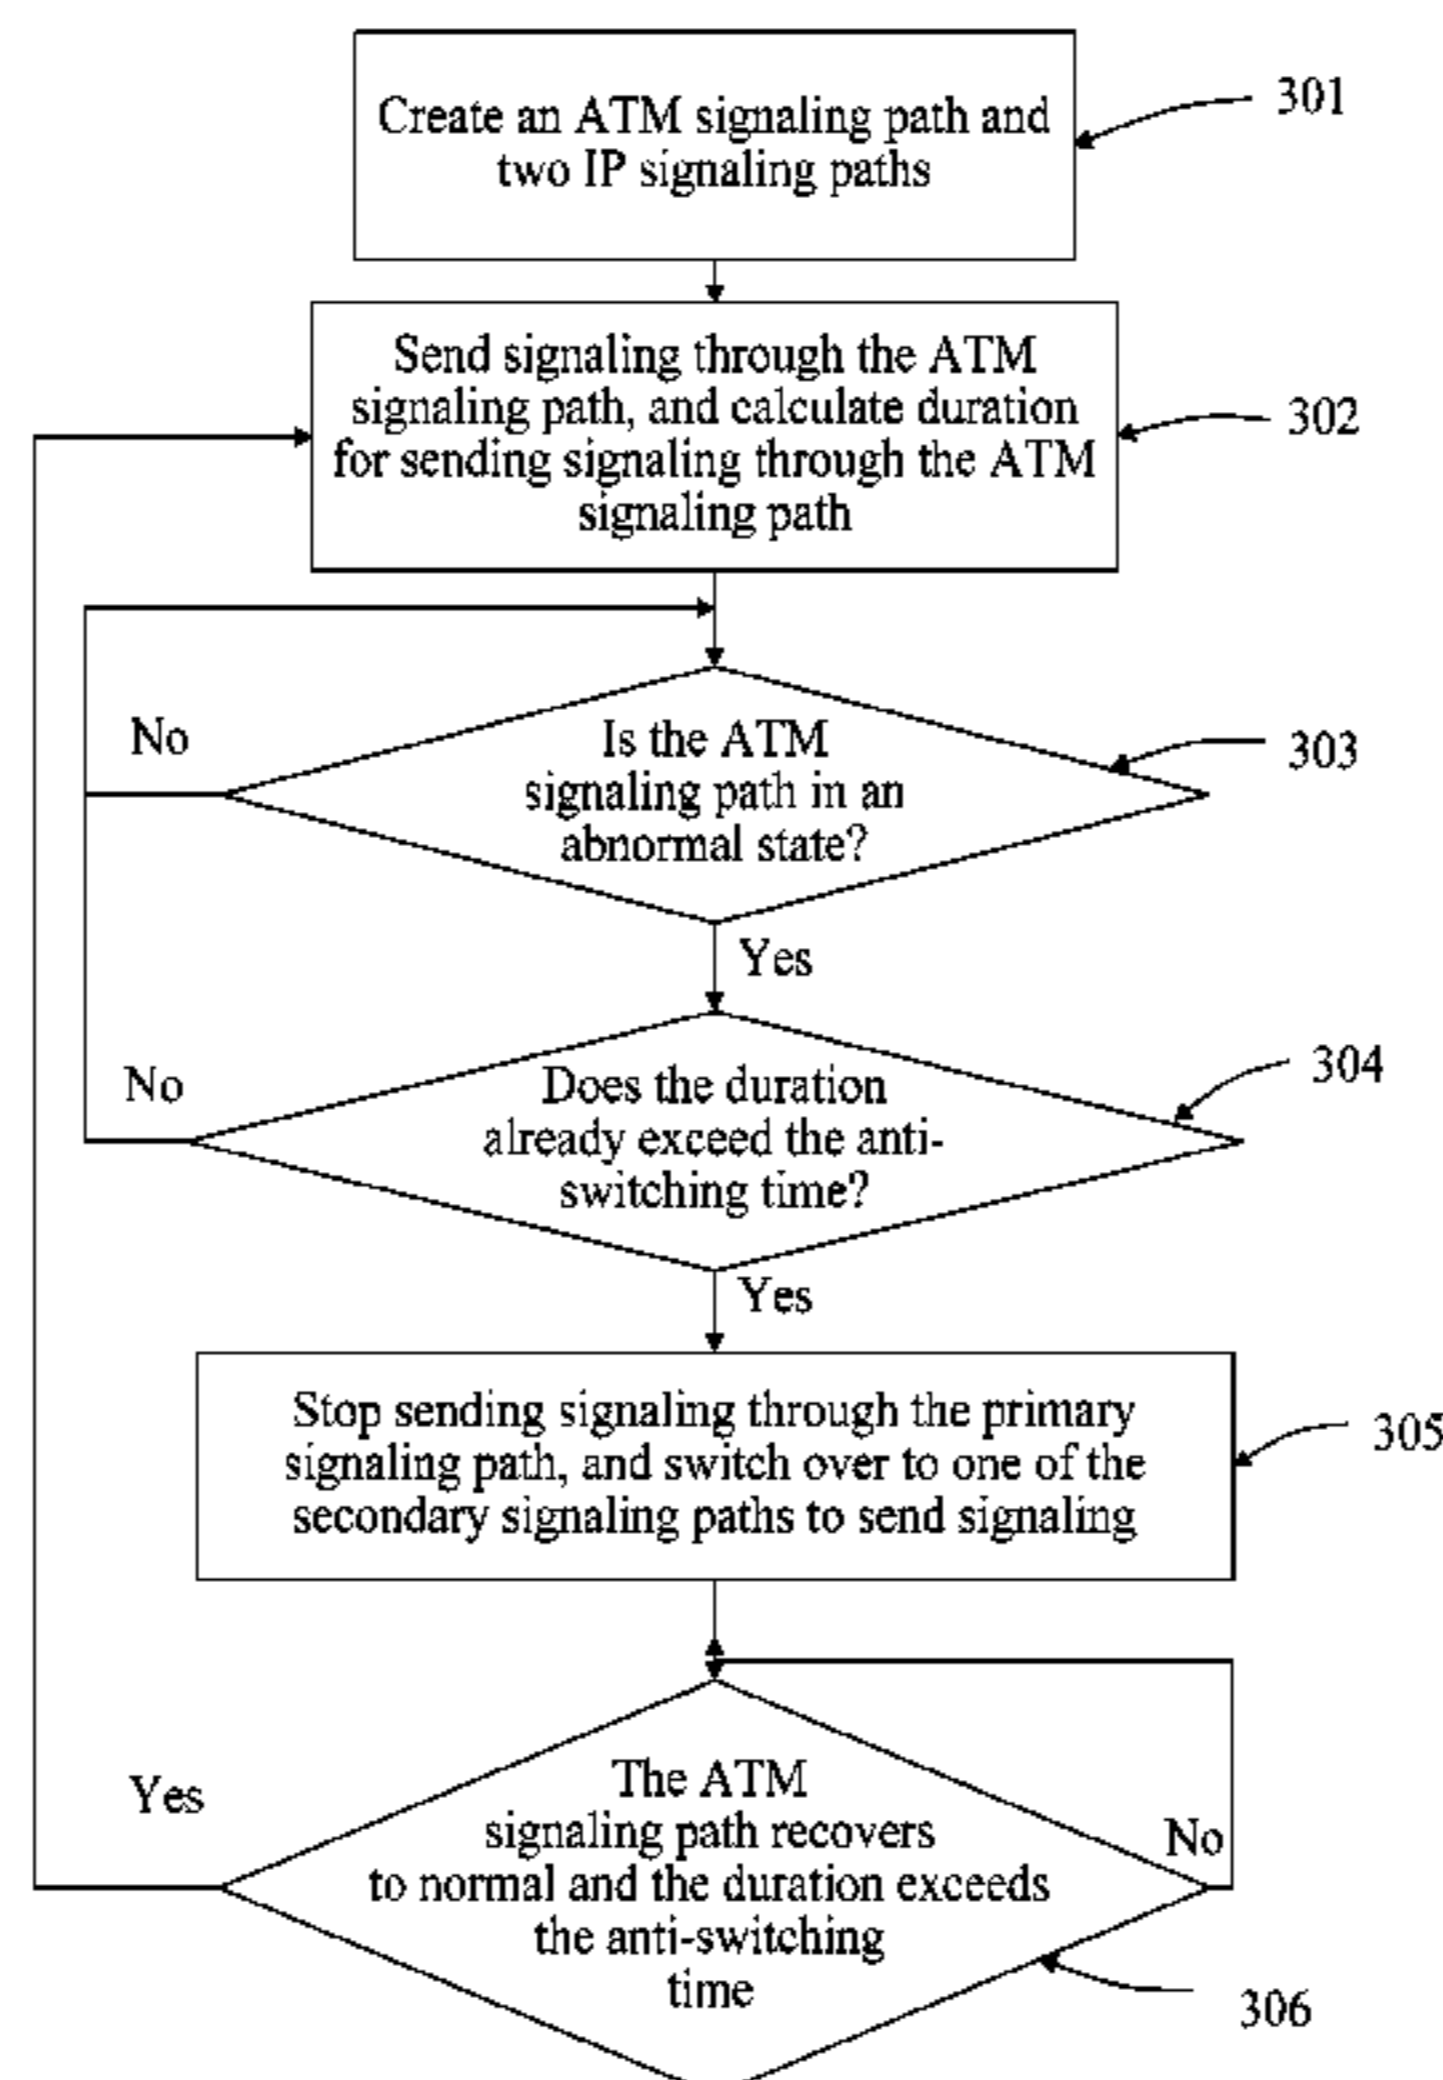 Create an ATM signaling path and
two IP signaling paths
301
Send signaling through the ATM
signaling path, and calculate duration
for sending signaling through the ATM
signaling path
302
No
Is the ATM
signaling path in an
abnormal state?
303
Yes
No
Does the duration
already exceed the anti-
switching time?
304
Yes
Stop sending signaling through the primary
signaling path, and switch over to one of the
secondary signaling paths to send signaling
305
Yes
The ATM
signaling path recovers
to normal and the duration exceeds
the anti-switching
time
No
306